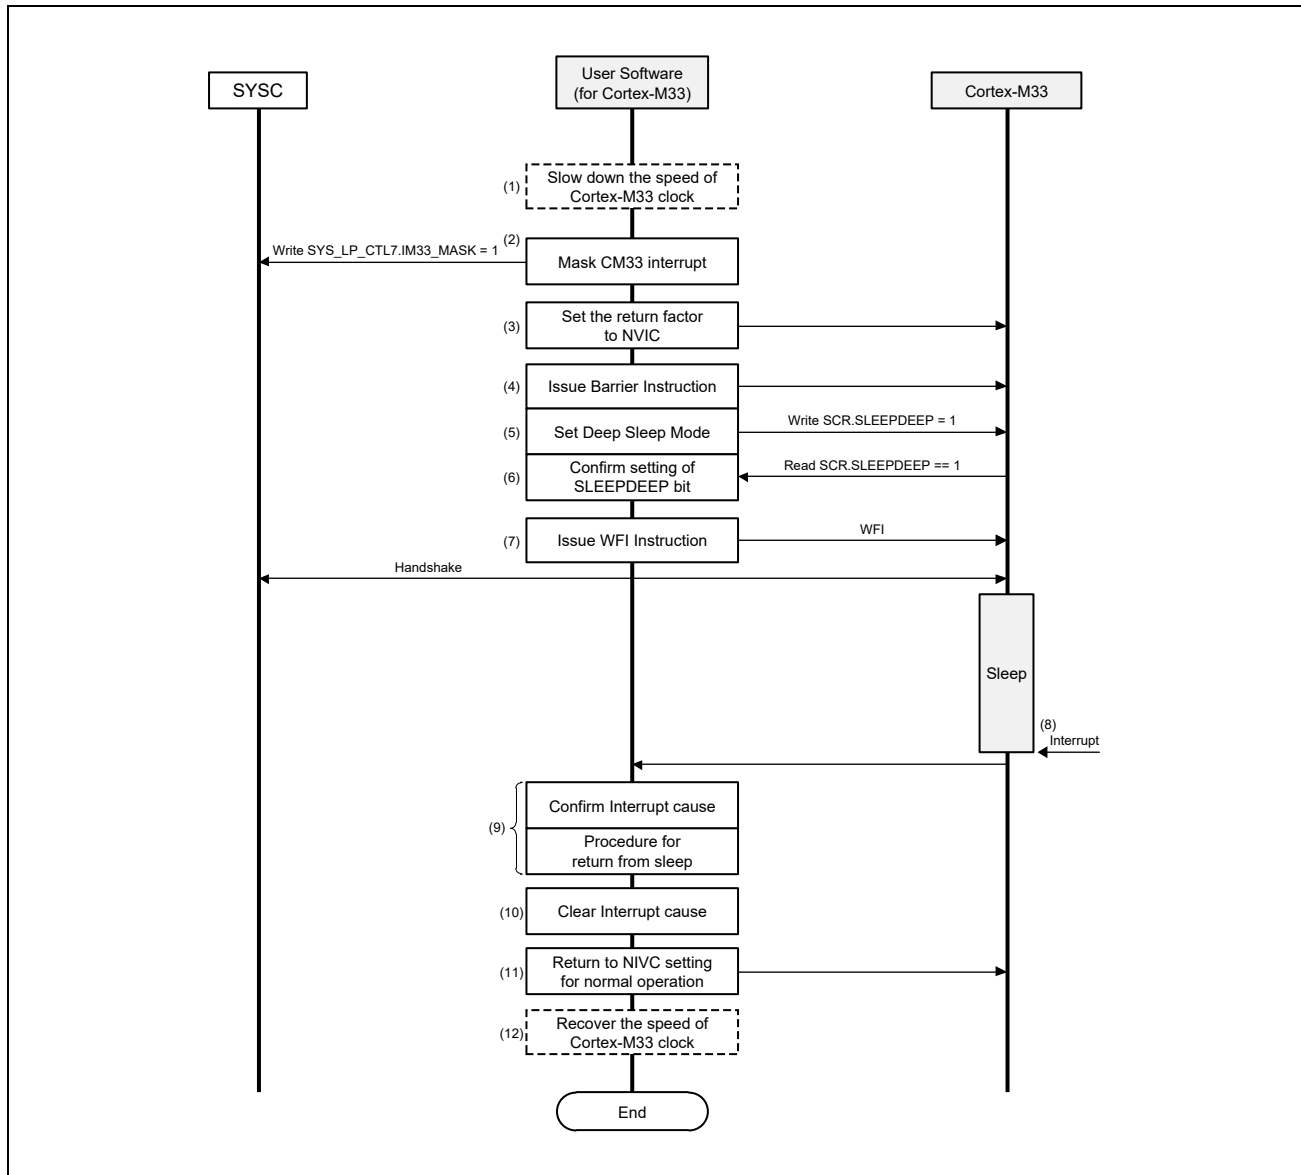 SYSC
User Software
(for Cortex-M33)
Cortex-M33
(1)
Slow down the speed of
Cortex-M33 clock
(2)
Write SYS_LP_CTL7.IM33_MASK = 1
Mask CM33 interrupt
(3)
Set the return factor
to NVIC
(4)
Issue Barrier Instruction
(5)
Set Deep Sleep Mode
Write SCR.SLEEPDEEP = 1
(6)
Confirm setting of
SLEEPDEEP bit
Read SCR.SLEEPDEEP == 1
(7)
Issue WFI Instruction
WFI
Handshake
Sleep
(8)
Interrupt
(9)
Confirm Interrupt cause
Procedure for
return from sleep
(10)
Clear Interrupt cause
(11)
Return to NIVC setting
for normal operation
(12)
Recover the speed of
Cortex-M33 clock
End